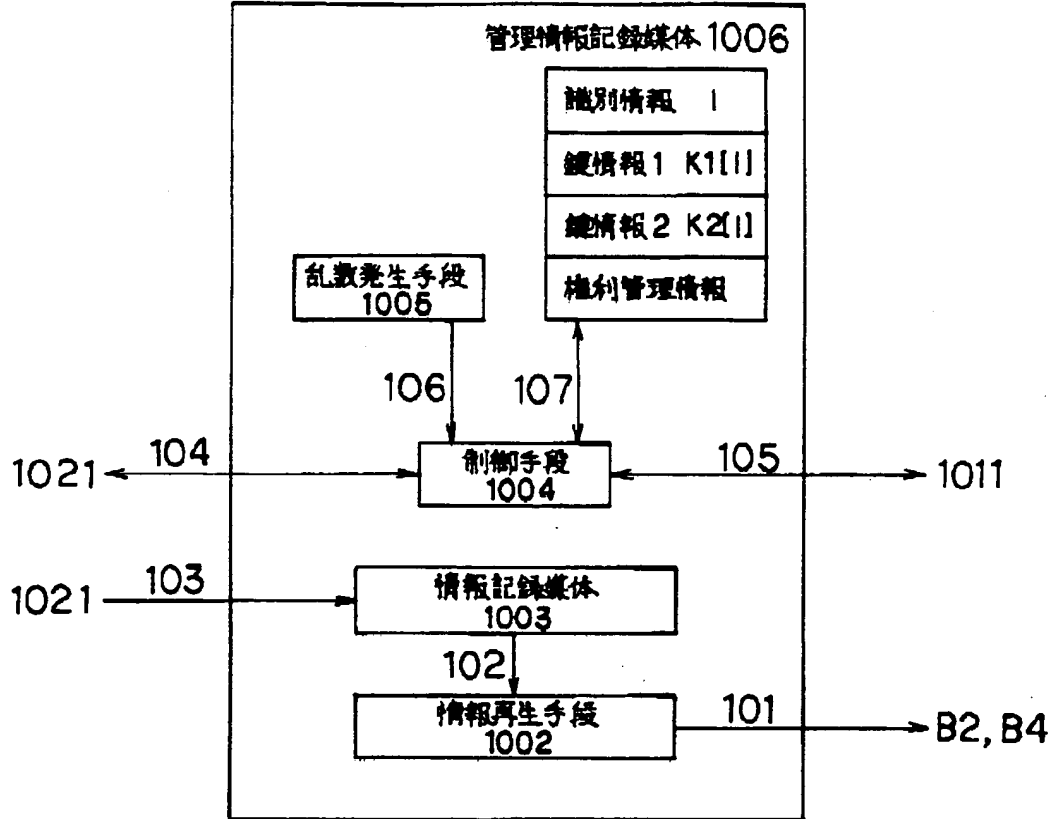 管理情報記録媒体 1006
識別情報 I
鍵情報1 K1[I]
鍵情報2 K2[I]
権利管理情報
乱数発生手段
1005
106
107
1021
104
制御手段
1004
105
1011
1021
103
情報記録媒体
1003
102
情報再生手段
1002
101
B2, B4